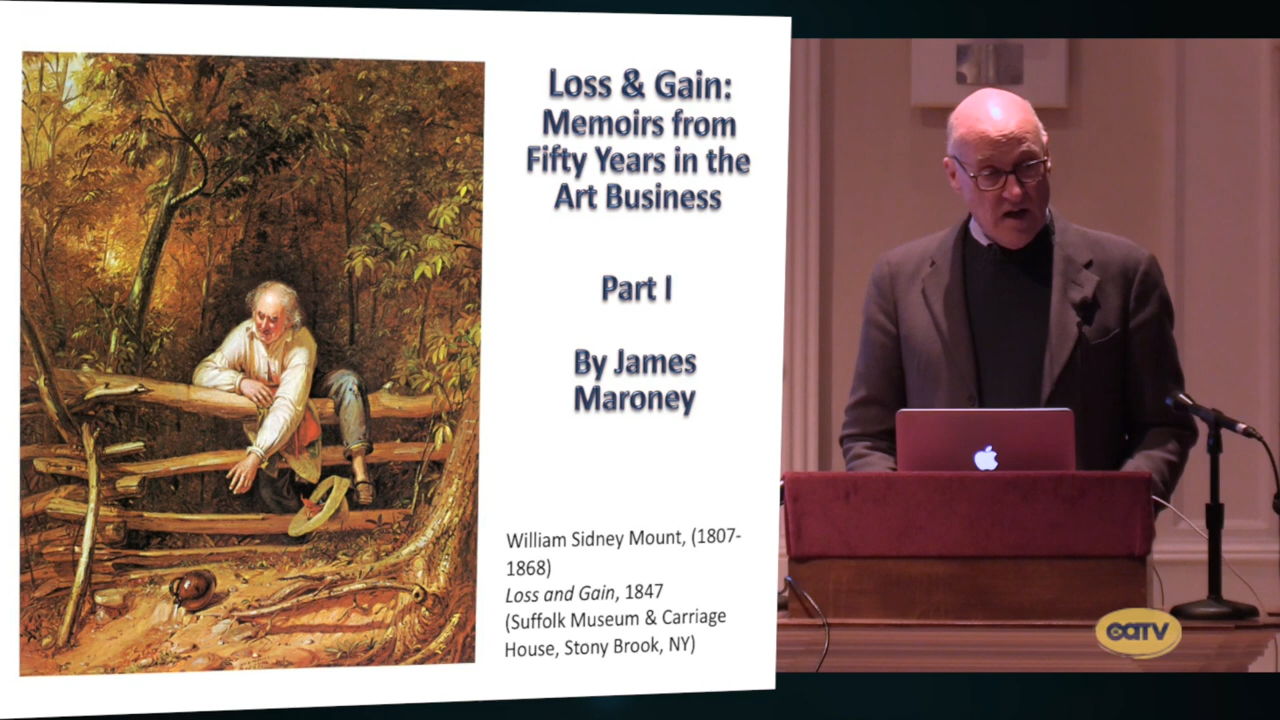 Loss & Gain:
Memoirs from
Fifty Years in the
Art Business
Part I
By James
Maroney
William Sidney Mount, (1807-
1868)
Loss and Gain, 1847
(Suffolk Museum & Carriage
House, Stony Brook, NY)
CATV